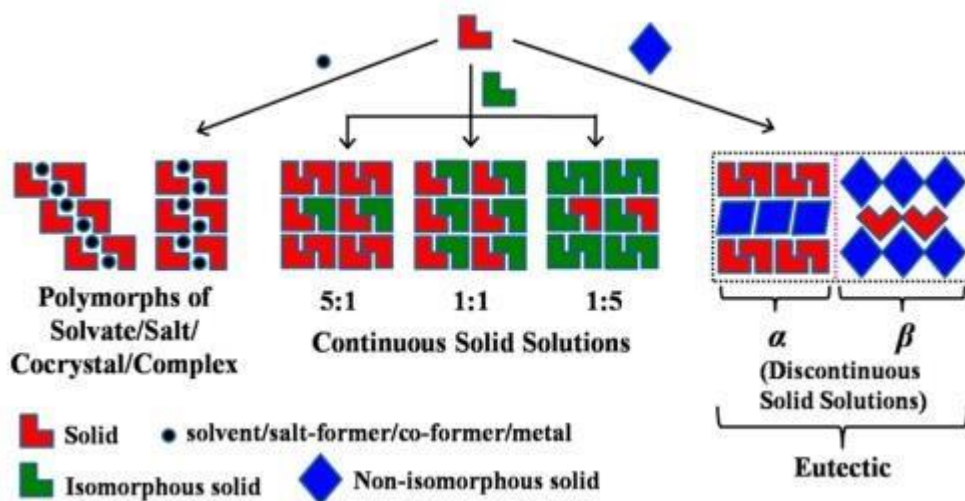 Polymorphs of
Solvate/Salt/
Cocrystal/Complex
5:1
1:1
1:5
Continuous Solid Solutions
α
β
(Discontinuous
Solid Solutions)
Eutectic
Solid
solvent/salt-former/co-former/metal
Isomorphous solid
Non-isomorphous solid